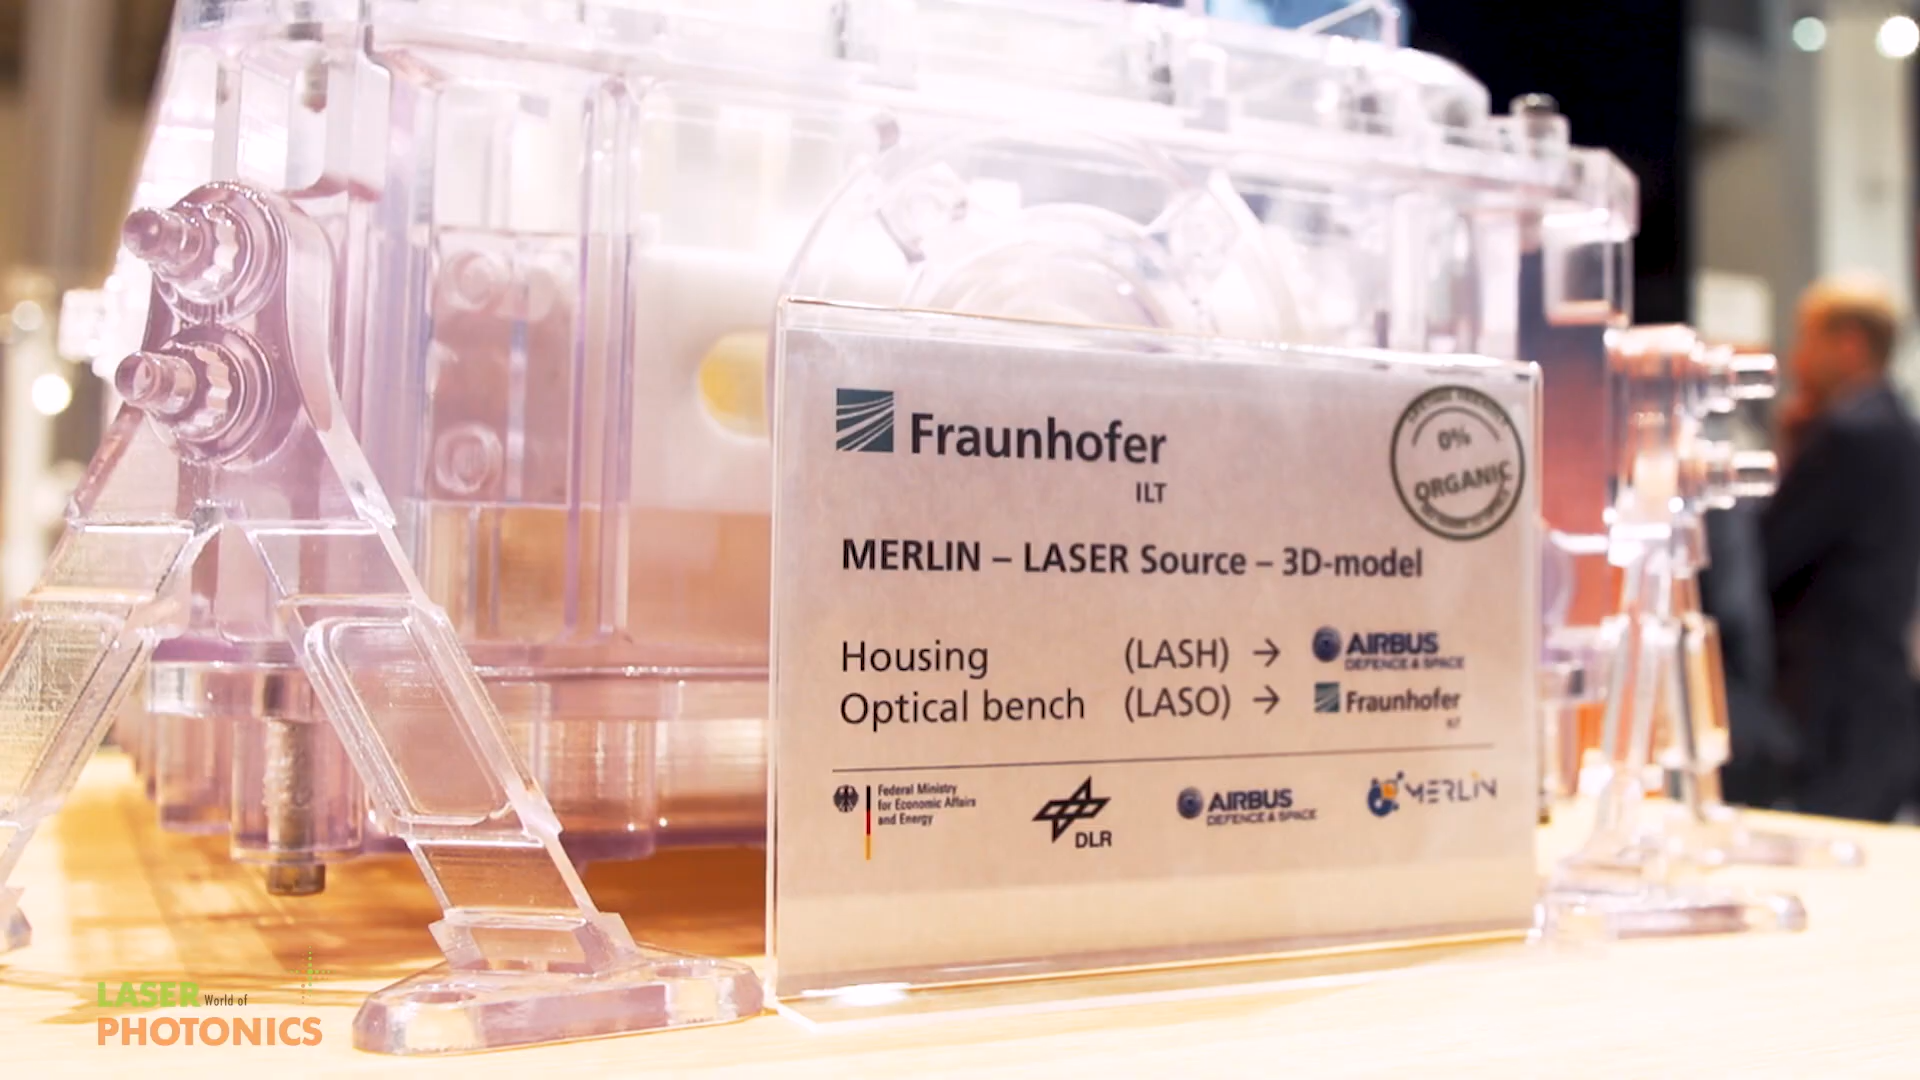 Fraunhofer
ILT
0%
ORGANIC
MERLIN – LASER Source – 3D-model
Housing (LASH) → AIRBUS
DEFENCE & SPACE
Optical bench (LASO) → Fraunhofer
ILT
Federal Ministry
for Economic Affairs
and Energy
DLR
AIRBUS
DEFENCE & SPACE
MERLIN
LASER World of
PHOTONICS